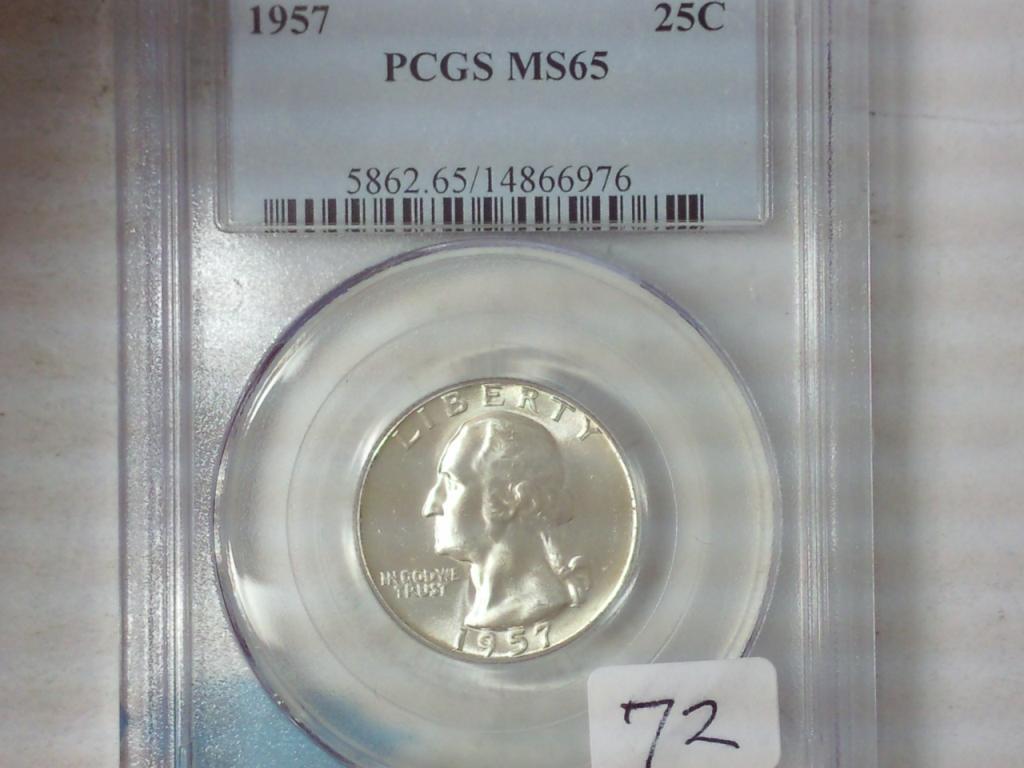 1957 25C
PCGS MS65
5862.65/14866976
LIBERTY
IN GOD WE
TRUST
1957
72